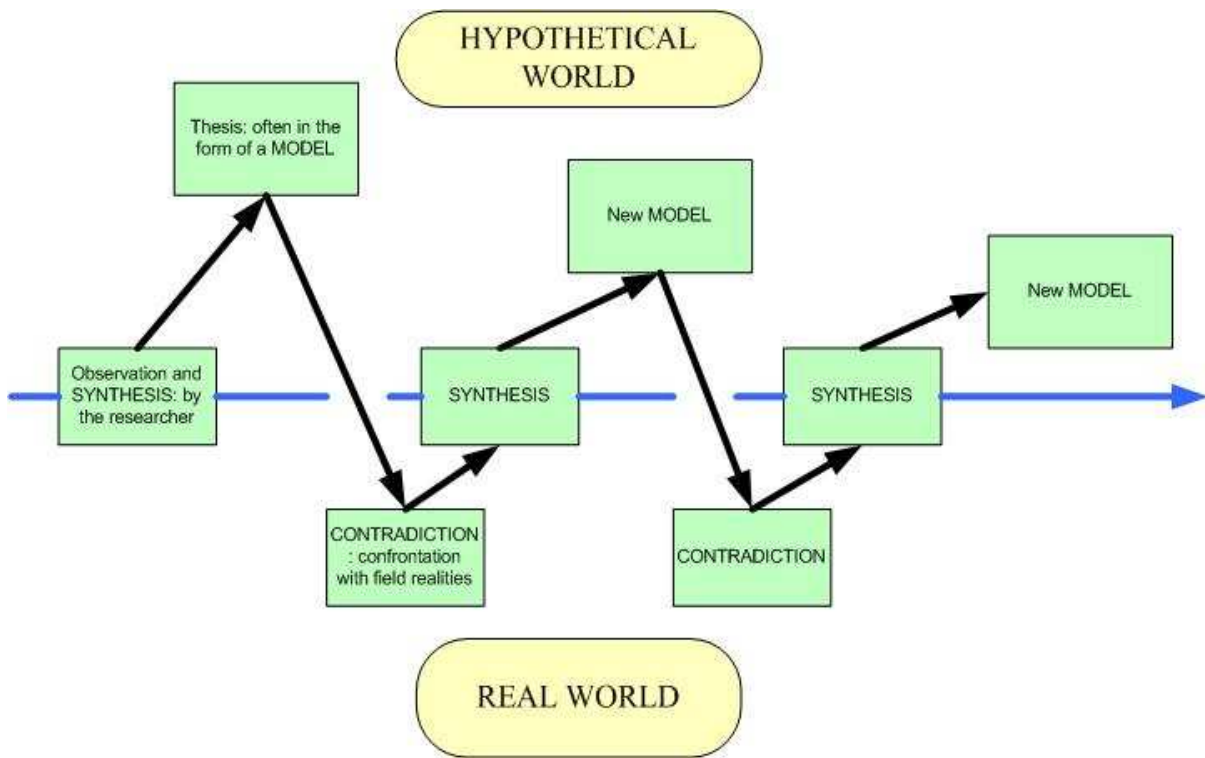 HYPOTHETICAL
WORLD
Thesis: often in the
form of a MODEL
New MODEL
New MODEL
Observation and
SYNTHESIS: by
the researcher
SYNTHESIS
SYNTHESIS
CONTRADICTION
: confrontation
with field realities
CONTRADICTION
REAL WORLD